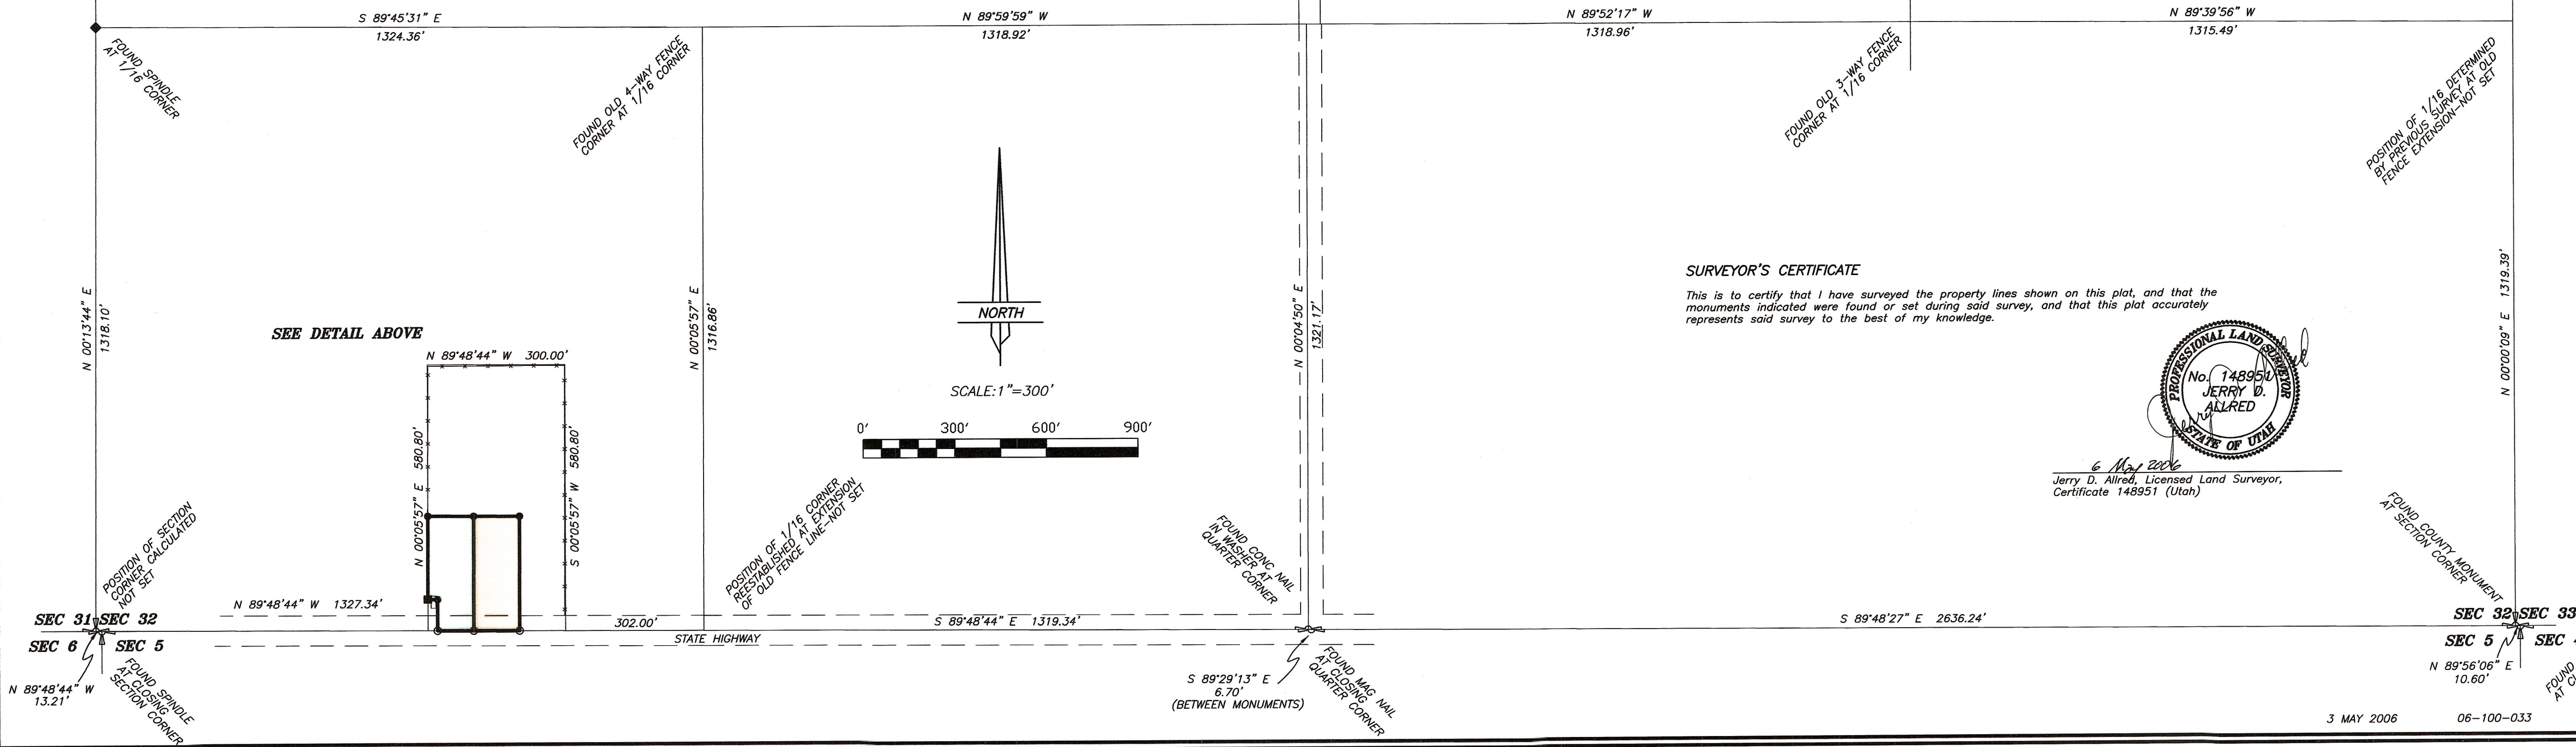 S 89°45'31" E
1324.36'
N 89°59'59" W
1318.92'
N 89°52'17" W
1318.96'
N 89°39'56" W
1315.49'
FOUND SPINDLE
AT 1/16 CORNER
FOUND OLD 4-WAY FENCE
CORNER AT 1/16 CORNER
FOUND OLD 3-WAY FENCE
CORNER AT 1/16 CORNER
POSITION OF 1/16 DETERMINED
BY PREVIOUS SURVEY AT OLD
FENCE EXTENSION-NOT SET
N 00°13'44" E
1318.10'
SEE DETAIL ABOVE
N 89°48'44" W 300.00'
N 00°05'57" E 580.80'
S 00°05'57" W 580.80'
N 00°05'57" E
1316.86'
NORTH
SCALE: 1"=300'
0' 300' 600' 900'
N 00°04'50" E
1321.17'
SURVEYOR'S CERTIFICATE
This is to certify that I have surveyed the property lines shown on this plat, and that the
monuments indicated were found or set during said survey, and that this plat accurately
represents said survey to the best of my knowledge.
PROFESSIONAL LAND SURVEYOR
No. 148951
JERRY D.
ALLRED
STATE OF UTAH
6 May 2006
Jerry D. Allred, Licensed Land Surveyor,
Certificate 148951 (Utah)
N 00°00'09" E 1319.39'
POSITION OF SECTION
CORNER CALCULATED
NOT SET
POSITION OF 1/16 CORNER
REESTABLISHED AT EXTENSION
OF OLD FENCE LINE-NOT SET
FOUND CONC NAIL
IN WASHER AT
QUARTER CORNER
FOUND COUNTY MONUMENT
AT SECTION CORNER
N 89°48'44" W 1327.34'
302.00'
S 89°48'44" E 1319.34'
S 89°48'27" E 2636.24'
STATE HIGHWAY
SEC 31 SEC 32
SEC 6 SEC 5
SEC 32 SEC 33
SEC 5 SEC
N 89°48'44" W
13.21'
FOUND SPINDLE
AT CLOSING
SECTION CORNER
S 89°29'13" E
6.70'
(BETWEEN MONUMENTS)
FOUND MAG NAIL
AT CLOSING
QUARTER CORNER
N 89°56'06" E
10.60'
FOUND
AT
3 MAY 2006 06-100-033